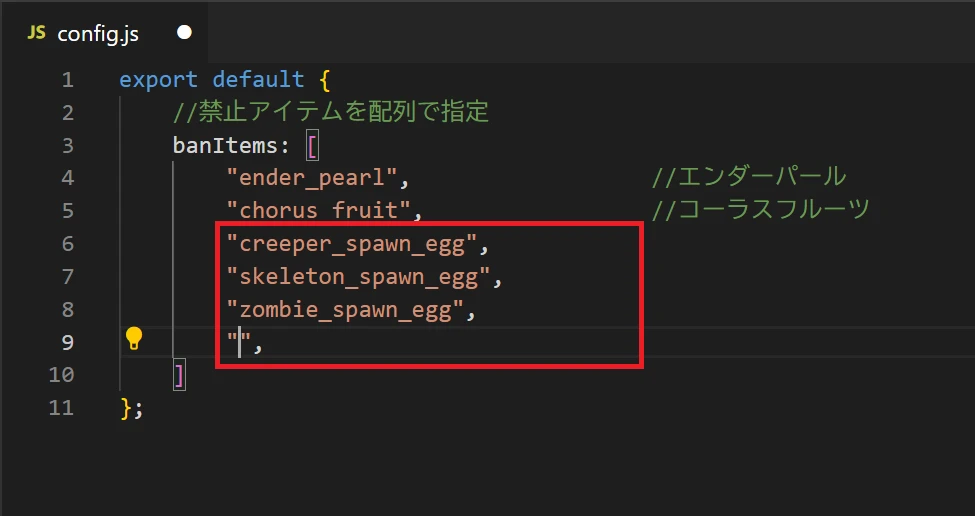 JS config.js
1 export default {
2 //禁止アイテムを配列で指定
3 banItems: [
4 "ender_pearl", //エンダーパール
5 "chorus fruit", //コーラスフルーツ
6 "creeper_spawn_egg",
7 "skeleton_spawn_egg",
8 "zombie_spawn_egg",
9 "",
10 ]
11 };